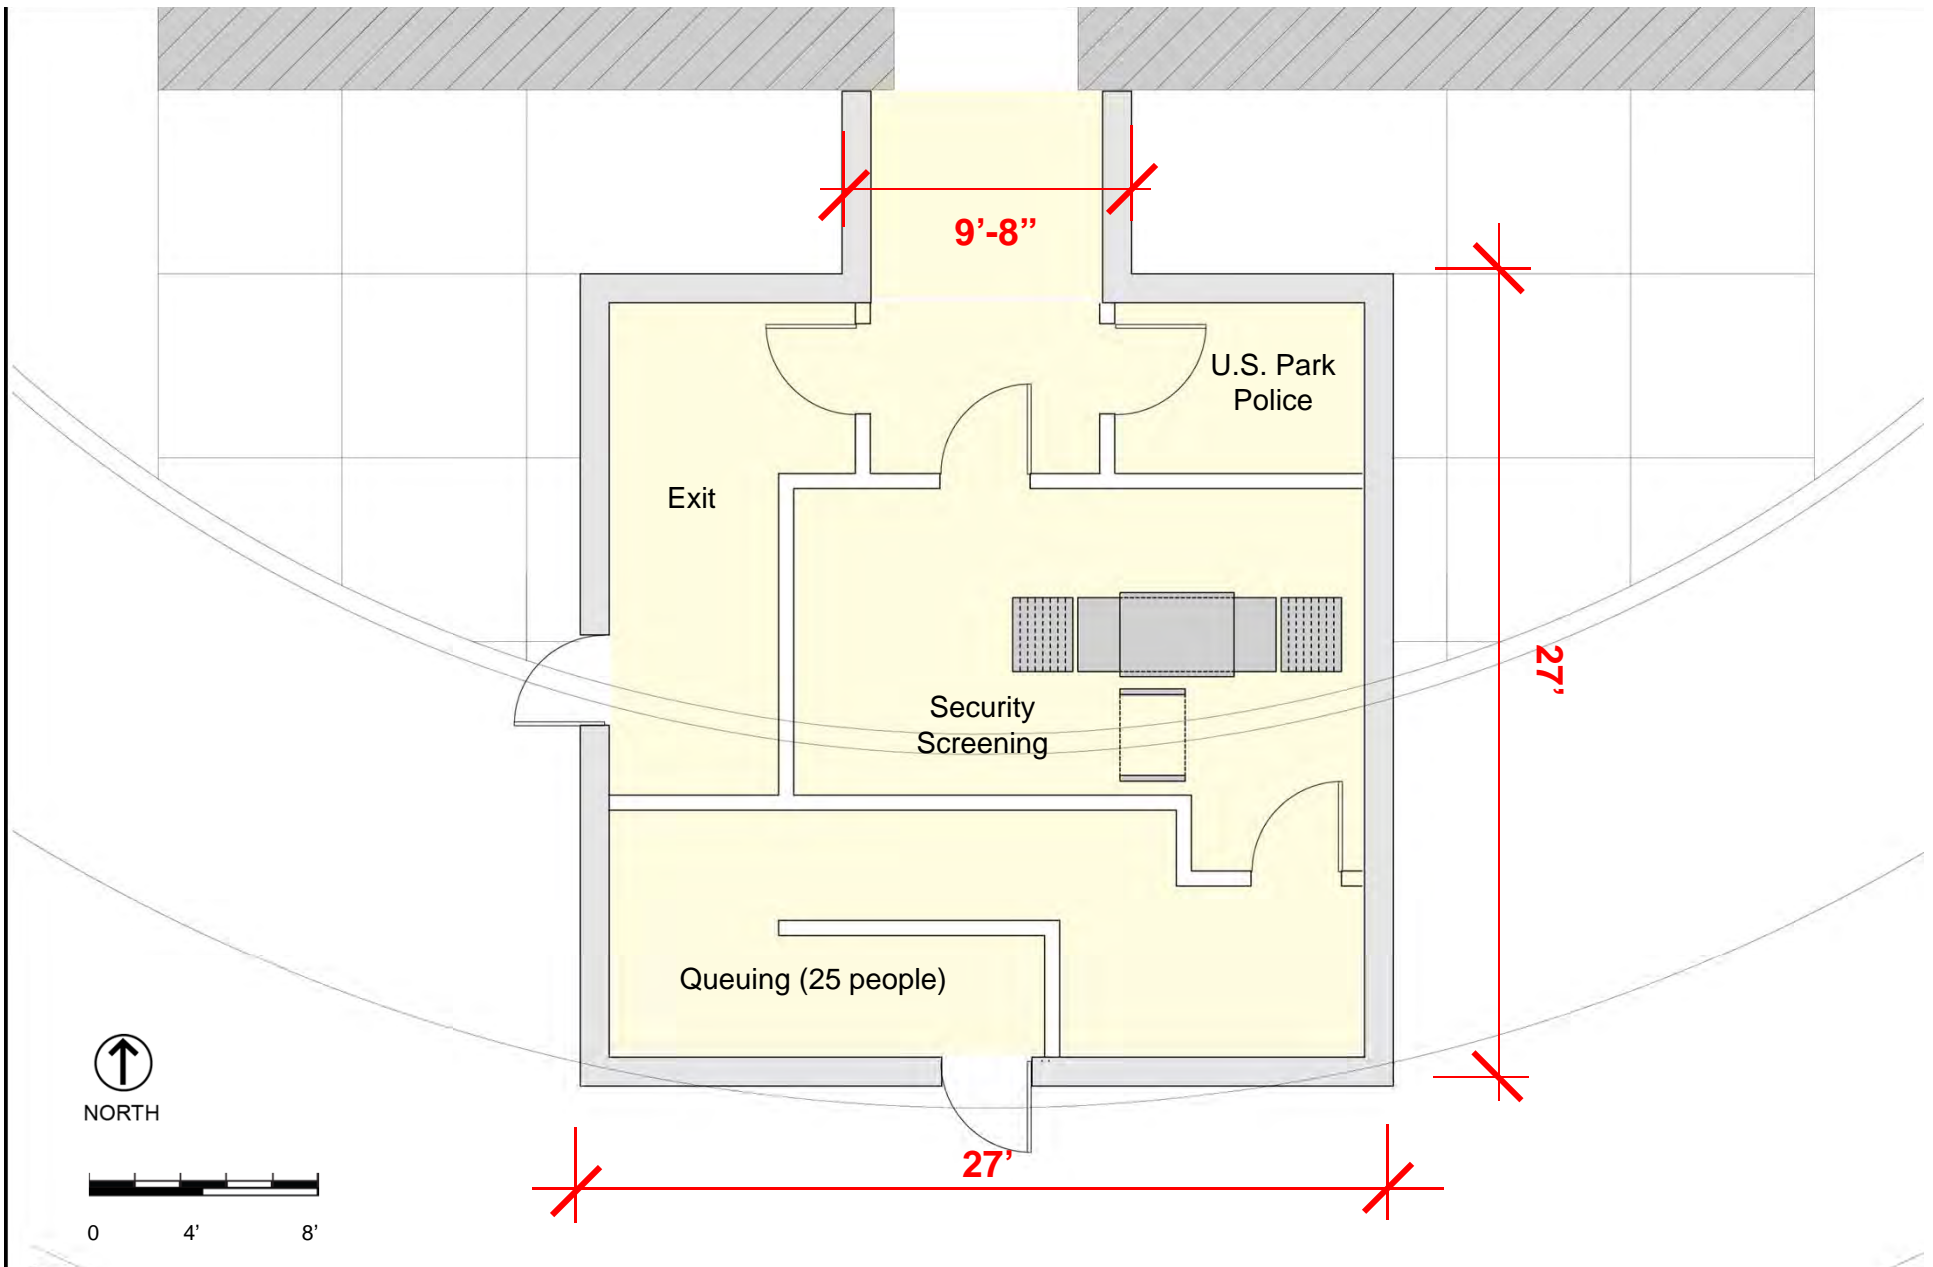 9’-8”
U.S. Park
Police
Exit
27’
Security
Screening
Queuing (25 people)
NORTH
27’
0 4’ 8’